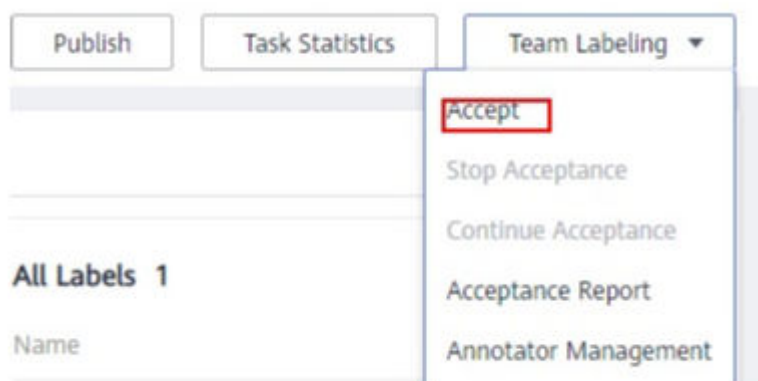 Publish Task Statistics Team Labeling
Accept
Stop Acceptance
Continue Acceptance
All Labels 1
Acceptance Report
Name
Annotator Management